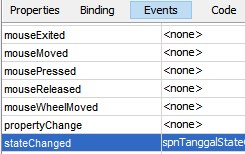 Properties Binding Events Code
mouseExited <none>
mouseMoved <none>
mousePressed <none>
mouseReleased <none>
mouseWheelMoved <none>
propertyChange <none>
stateChanged spnTanggalState